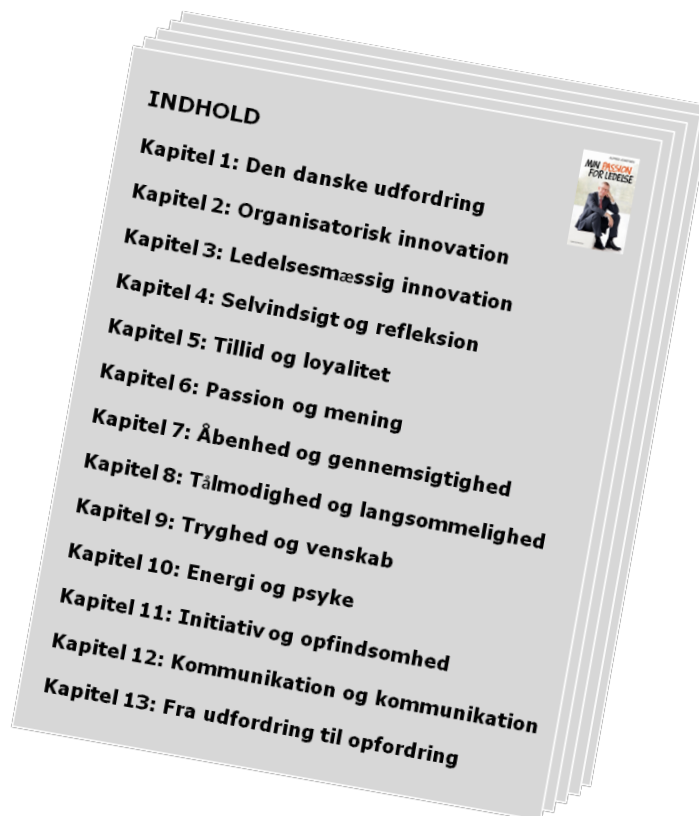 INDHOLD
MIN PASSION
FOR LEDELSE
Kapitel 1: Den danske udfordring
Kapitel 2: Organisatorisk innovation
Kapitel 3: Ledelsesmæssig innovation
Kapitel 4: Selvindsigt og refleksion
Kapitel 5: Tillid og loyalitet
Kapitel 6: Passion og mening
Kapitel 7: Åbenhed og gennemsigtighed
Kapitel 8: Tålmodighed og langsommelighed
Kapitel 9: Tryghed og venskab
Kapitel 10: Energi og psyke
Kapitel 11: Initiativ og opfindsomhed
Kapitel 12: Kommunikation og kommunikation
Kapitel 13: Fra udfordring til opfordring